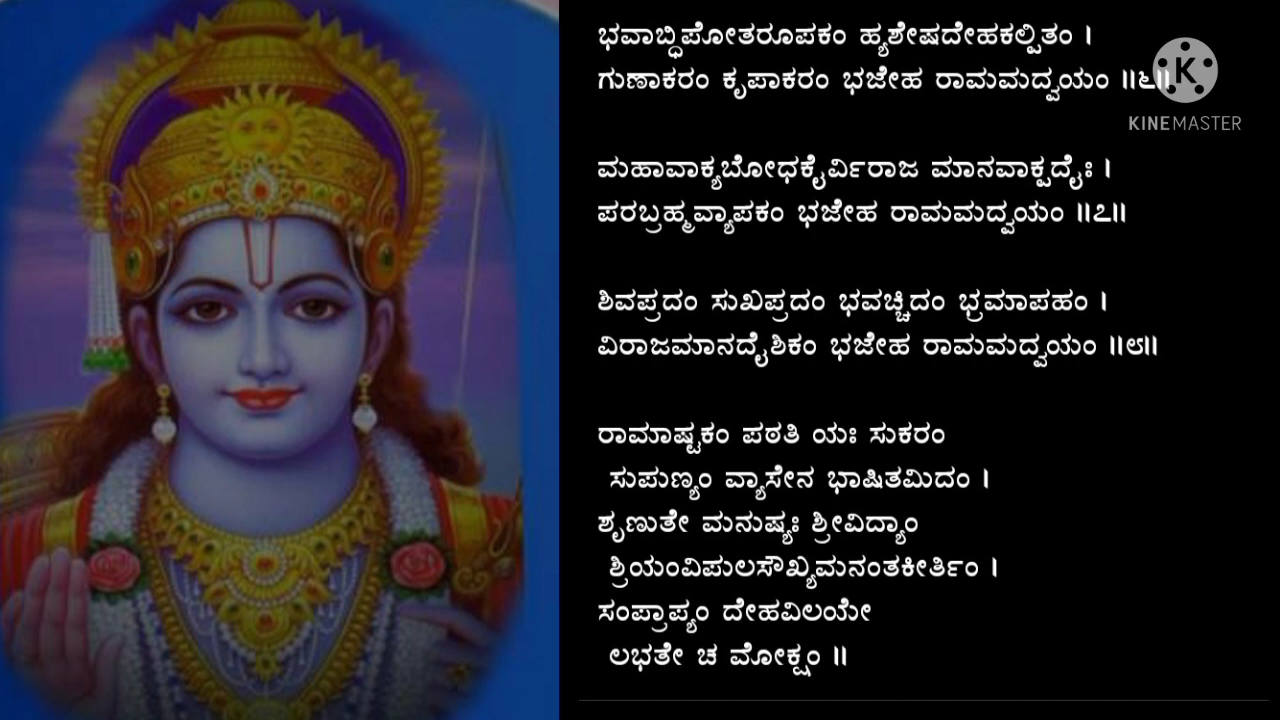 ಭವಾಬ್ಧಿಪೋತರೂಪಕಂ ಹ್ಯಶೇಷದೇಹಕಲ್ಪಿತಂ ।
ಗುಣಾಕರಂ ಕೃಪಾಕರಂ ಭಜೇಹ ರಾಮಮದ್ವಯಂ ॥೬॥
KINEMASTER
ಮಹಾವಾಕ್ಯಬೋಧಕೈರ್ವಿರಾಜ ಮಾನವಾಕ್ಪದೈಃ ।
ಪರಬ್ರಹ್ಮವ್ಯಾಪಕಂ ಭಜೇಹ ರಾಮಮದ್ವಯಂ ॥೭॥
ಶಿವಪ್ರದಂ ಸುಖಪ್ರದಂ ಭವಚ್ಛಿದಂ ಭ್ರಮಾಪಹಂ ।
ವಿರಾಜಮಾನದೈಶಿಕಂ ಭಜೇಹ ರಾಮಮದ್ವಯಂ ॥೮॥
ರಾಮಾಷ್ಟಕಂ ಪಠತಿ ಯಃ ಸುಕರಂ
ಸುಪುಣ್ಯಂ ವ್ಯಾಸೇನ ಭಾಷಿತಮಿದಂ ।
ಶೃಣುತೇ ಮನುಷ್ಯಃ ಶ್ರೀವಿದ್ಯಾಂ
ಶ್ರಿಯಂವಿಪುಲಸೌಖ್ಯಮನಂತಕೀರ್ತಿಂ ।
ಸಂಪ್ರಾಪ್ಯಂ ದೇಹವಿಲಯೇ
ಲಭತೇ ಚ ಮೋಕ್ಷಂ ॥